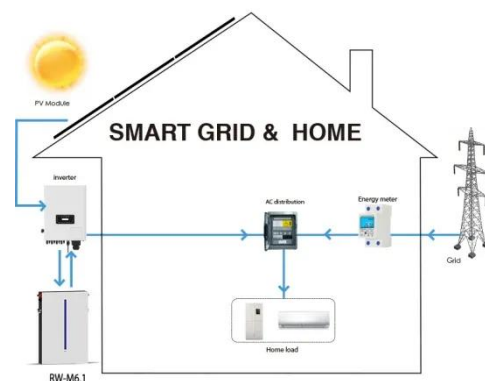 PV Module
SMART GRID & HOME
inverter
AC distribution
Energy meter
Grid
Home load
RW-M6.1